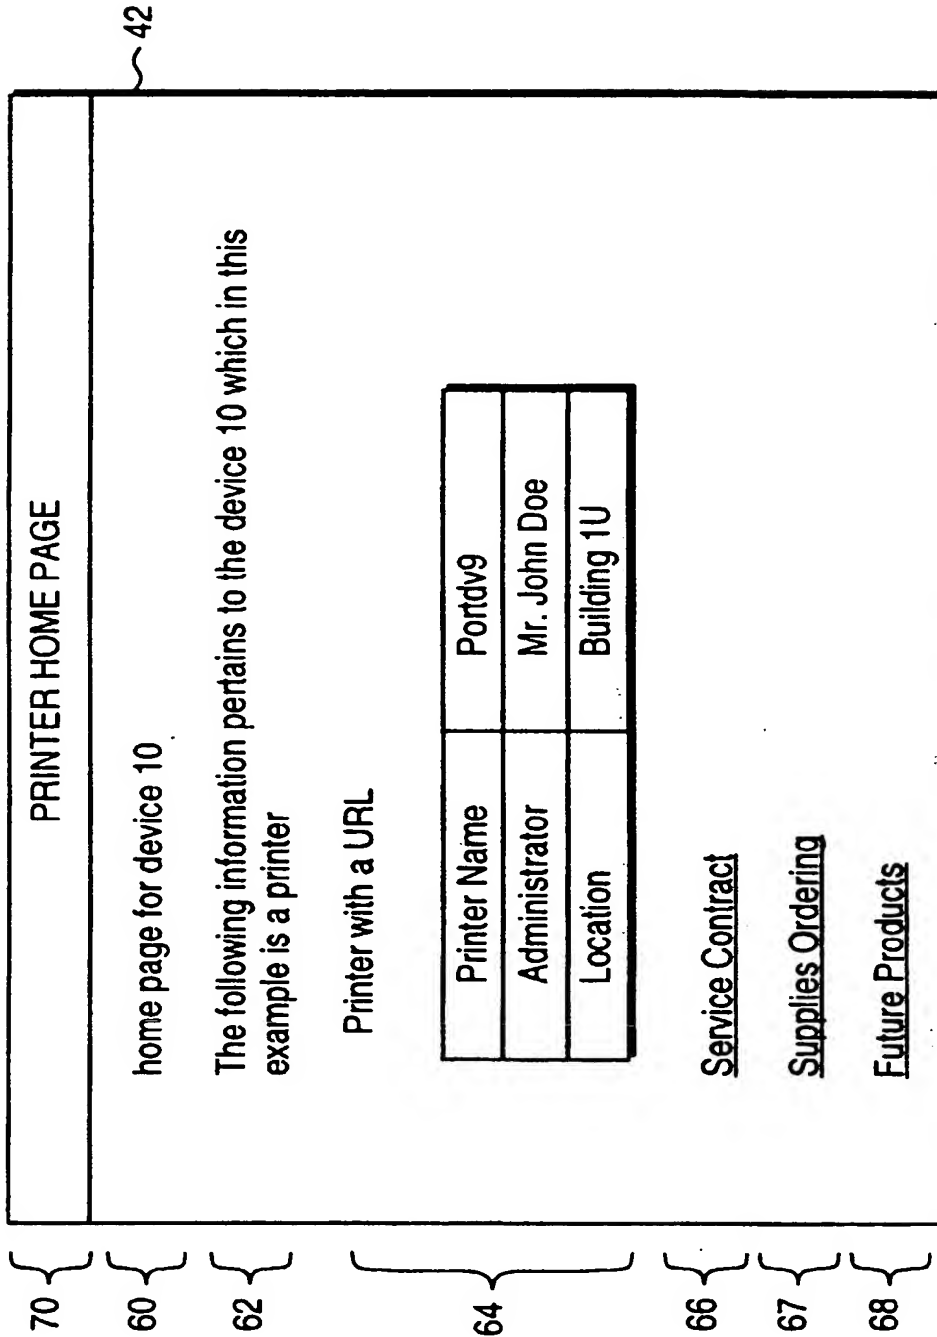 42
70 PRINTER HOME PAGE
60 home page for device 10
62 The following information pertains to the device 10 which in this
example is a printer
64 Printer with a URL
Printer Name Portdv9
Administrator Mr. John Doe
Location Building 1U
66 Service Contract
67 Supplies Ordering
68 Future Products